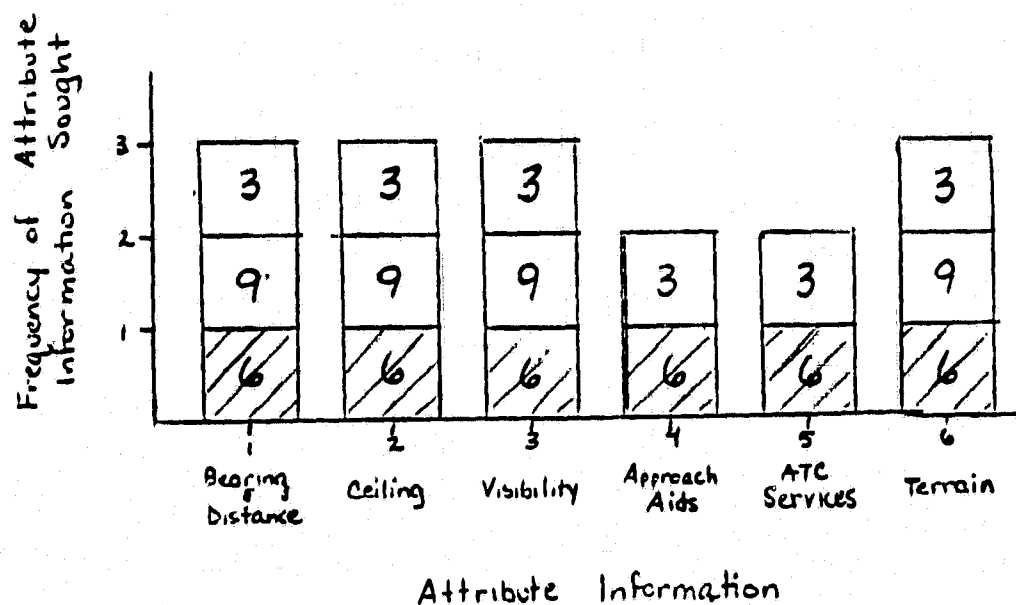 Frequency of Attribute
Information Sought
3
2
1
3
3
3
3
9
9
9
3
3
9
6
6
6
6
6
6
1
2
3
4
5
6
Bearing
&
Distance
Ceiling
Visibility
Approach
Aids
ATC
Services
Terrain
Attribute Information